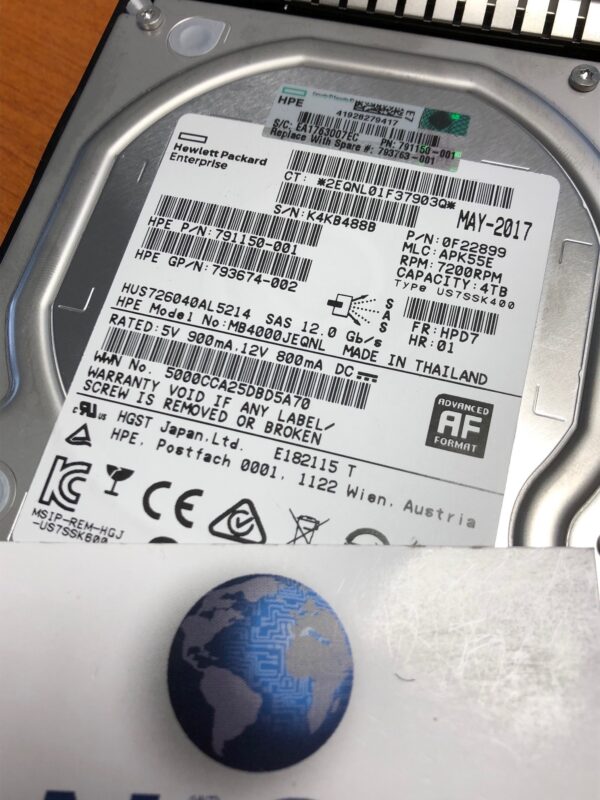 HPE
41928279417
S/C: EA1763D07EC
PN: 791150-001
Replace With Spare #: 793763-001
Hewlett Packard
Enterprise
CT: *2EQNL01F37903Q*
MAY-2017
S/N:K4KB488B
HPE P/N:791150-001
HPE GP/N:793674-002
P/N:0F22899
MLC:APK55E
RPM:7200RPM
CAPACITY:4TB
TYPE US7SSK400
HUS726040AL5214 SAS 12.0 Gb/s
SAS
FR:HPD7
HR:01
HPE Model No:MB4000JEQNL MADE IN THAILAND
RATED:5V 900mA.12V 800mA DC
WWN No. 5000CCA25DBD5A70
WARRANTY VOID IF ANY LABEL/
SCREW IS REMOVED OR BROKEN
ADVANCED
AF
FORMAT
HGST Japan.Ltd. E182115 T
HPE, Postfach 0001, 1122 Wien, Austria
MSIP-REM-HGJ
-US7SSK600